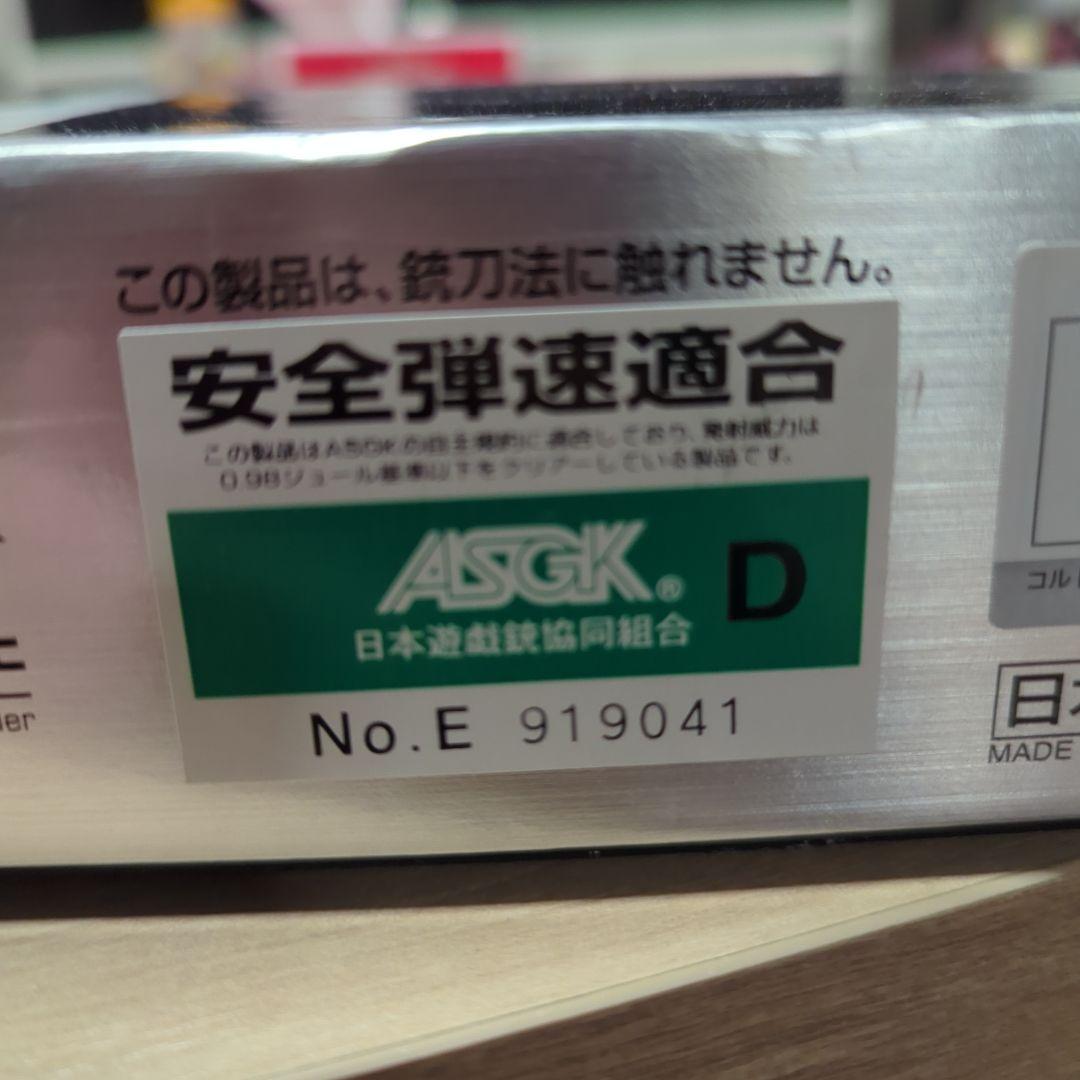 この製品は、銃刀法に触れません。
安全弾速適合
この製品はASGKの自主規約に適合しており、発射威力は
0.98ジュール基準以下をクリアーしている製品です。
ASGK®
D
日本遊戯銃協同組合
No.E 919041
コルト
日本
MADE
der